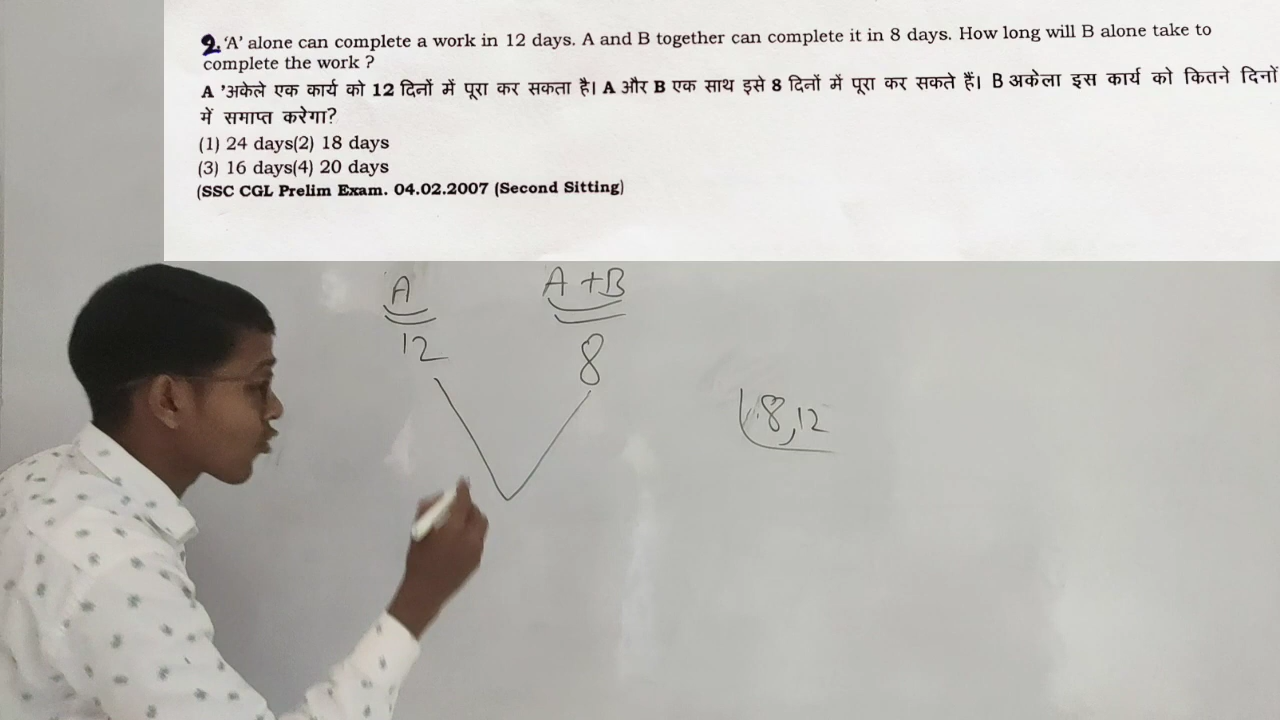 2. 'A' alone can complete a work in 12 days. A and B together can complete it in 8 days. How long will B alone take to
complete the work ?
A 'अकेले एक कार्य को 12 दिनों में पूरा कर सकता है। A और B एक साथ इसे 8 दिनों में पूरा कर सकते हैं। B अकेला इस कार्य को कितने दिनों
में समाप्त करेगा?
(1) 24 days(2) 18 days
(3) 16 days(4) 20 days
(SSC CGL Prelim Exam. 04.02.2007 (Second Sitting)
A A+B
12 8
8,12